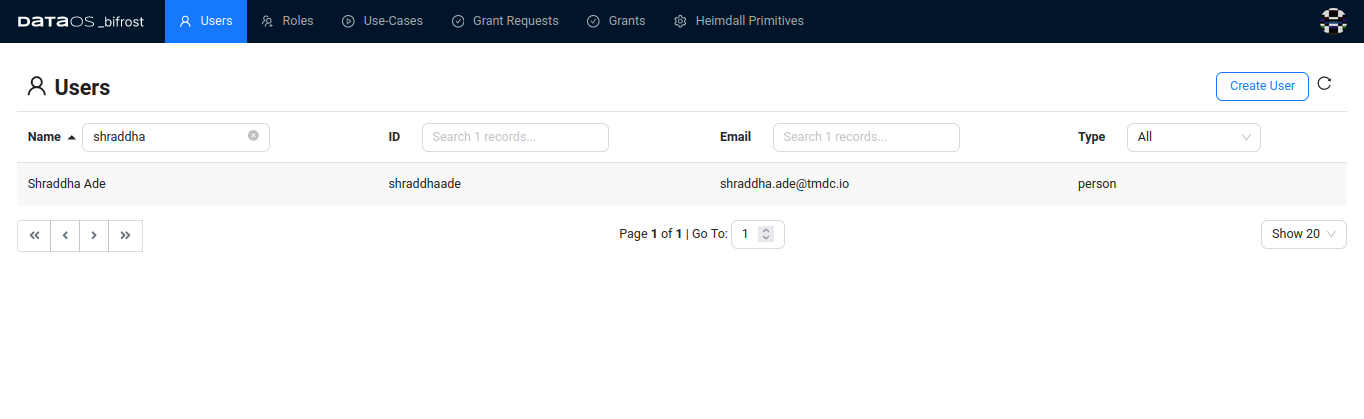 DATAOS _bifrost Users Roles Use-Cases Grant Requests Grants Heimdall Primitives
Users Create User
Name shraddha ID Search 1 records... Email Search 1 records... Type All
Shraddha Ade shraddhaade shraddha.ade@tmdc.io person
Page 1 of 1 | Go To: 1 Show 20